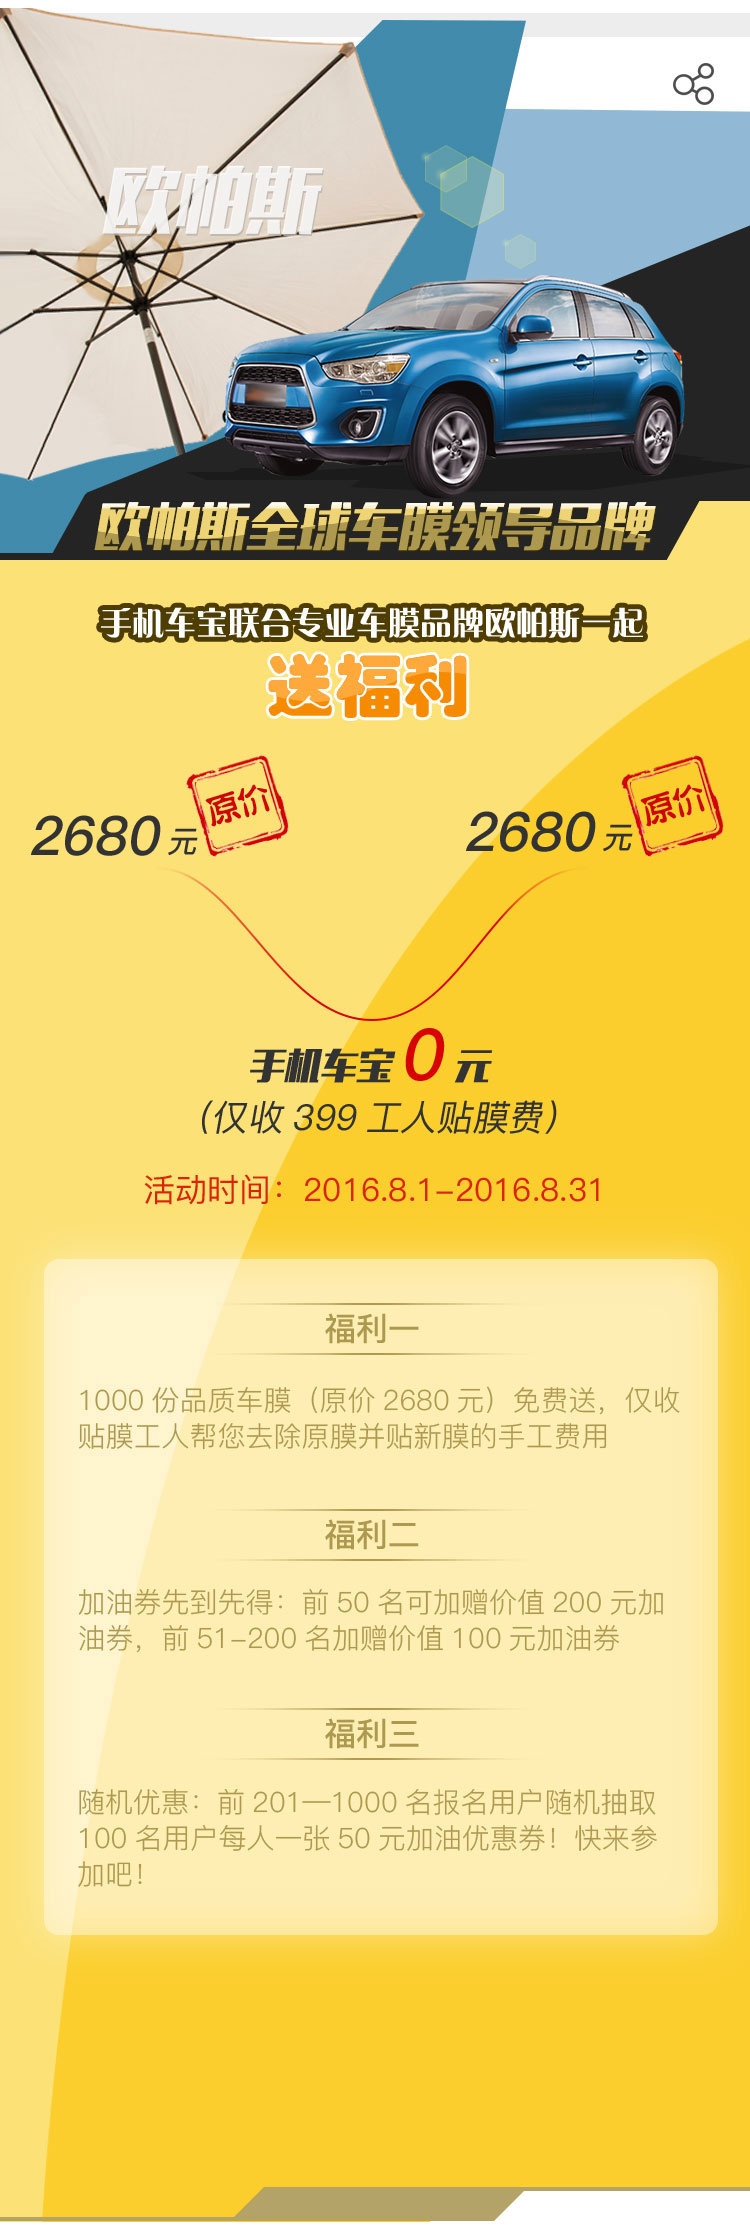 欧帕斯
欧帕斯全球车膜领导品牌
手机车宝联合专业车膜品牌欧帕斯一起
送福利
2680元 原价
2680元 原价
手机车宝0元
（仅收 399 工人贴膜费）
活动时间：2016.8.1-2016.8.31
福利一
1000 份品质车膜（原价 2680 元）免费送，仅收
贴膜工人帮您去除原膜并贴新膜的手工费用
福利二
加油券先到先得：前 50 名可加赠价值 200 元加
油券，前 51-200 名加赠价值 100 元加油券
福利三
随机优惠：前 201—1000 名报名用户随机抽取
100 名用户每人一张 50 元加油优惠券！快来参
加吧！